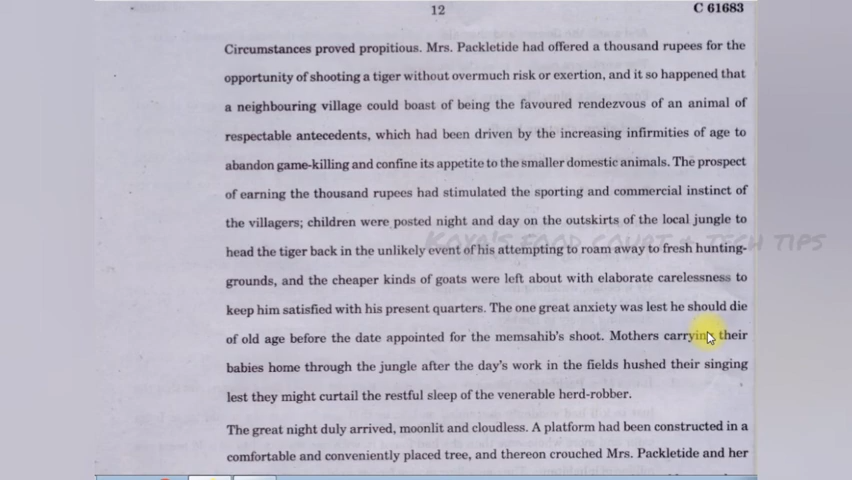 12
C 61683
Circumstances proved propitious. Mrs. Packletide had offered a thousand rupees for the
opportunity of shooting a tiger without overmuch risk or exertion, and it so happened that
a neighbouring village could boast of being the favoured rendezvous of an animal of
respectable antecedents, which had been driven by the increasing infirmities of age to
abandon game-killing and confine its appetite to the smaller domestic animals. The prospect
of earning the thousand rupees had stimulated the sporting and commercial instinct of
the villagers; children were posted night and day on the outskirts of the local jungle to
KOYA'S FOOD COURT & TECH TIPS
head the tiger back in the unlikely event of his attempting to roam away to fresh hunting-
grounds, and the cheaper kinds of goats were left about with elaborate carelessness to
keep him satisfied with his present quarters. The one great anxiety was lest he should die
of old age before the date appointed for the memsahib's shoot. Mothers carrying their
babies home through the jungle after the day's work in the fields hushed their singing
lest they might curtail the restful sleep of the venerable herd-robber.
The great night duly arrived, moonlit and cloudless. A platform had been constructed in a
comfortable and conveniently placed tree, and thereon crouched Mrs. Packletide and her